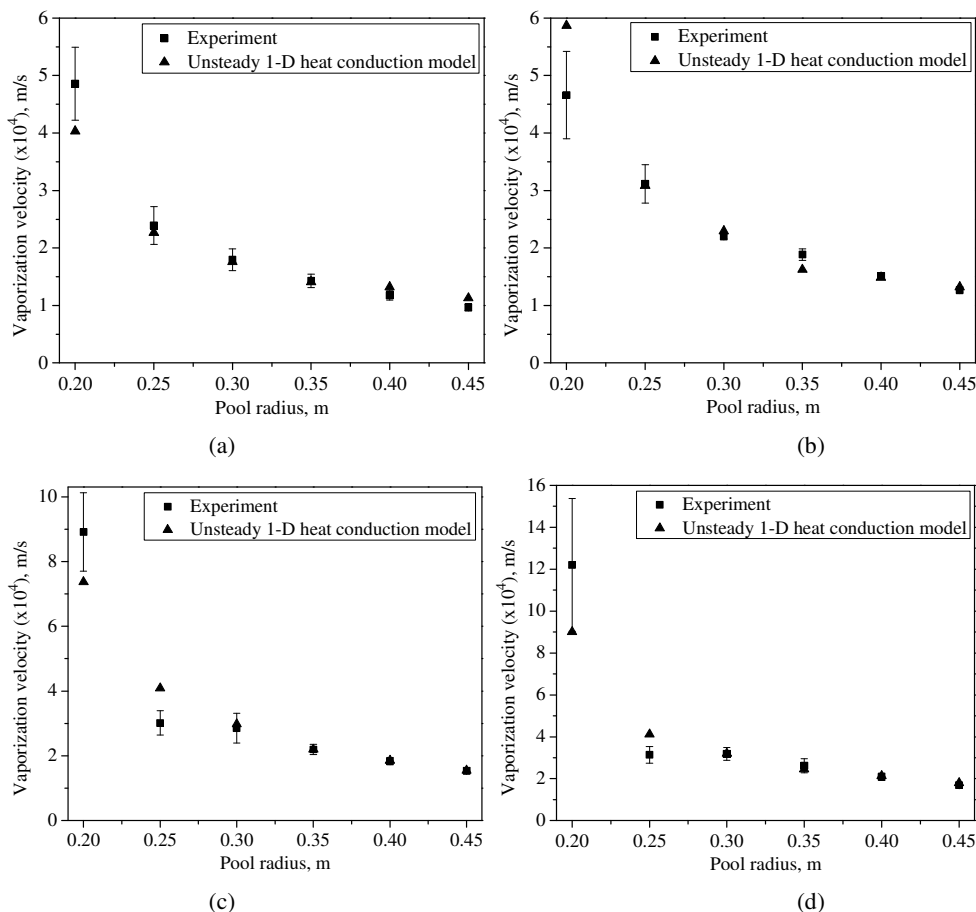 6
5
4
3
2
1
0
Vaporization velocity (x10⁴), m/s
Experiment
Unsteady 1-D heat conduction model
0.20 0.25 0.30 0.35 0.40 0.45
Pool radius, m
(a)
6
5
4
3
2
1
0
Vaporization velocity (x10⁴), m/s
Experiment
Unsteady 1-D heat conduction model
0.20 0.25 0.30 0.35 0.40 0.45
Pool radius, m
(b)
10
8
6
4
2
0
Vaporization velocity (x10⁴), m/s
Experiment
Unsteady 1-D heat conduction model
0.20 0.25 0.30 0.35 0.40 0.45
Pool radius, m
(c)
16
14
12
10
8
6
4
2
0
Vaporization velocity (x10⁴), m/s
Experiment
Unsteady 1-D heat conduction model
0.20 0.25 0.30 0.35 0.40 0.45
Pool radius, m
(d)